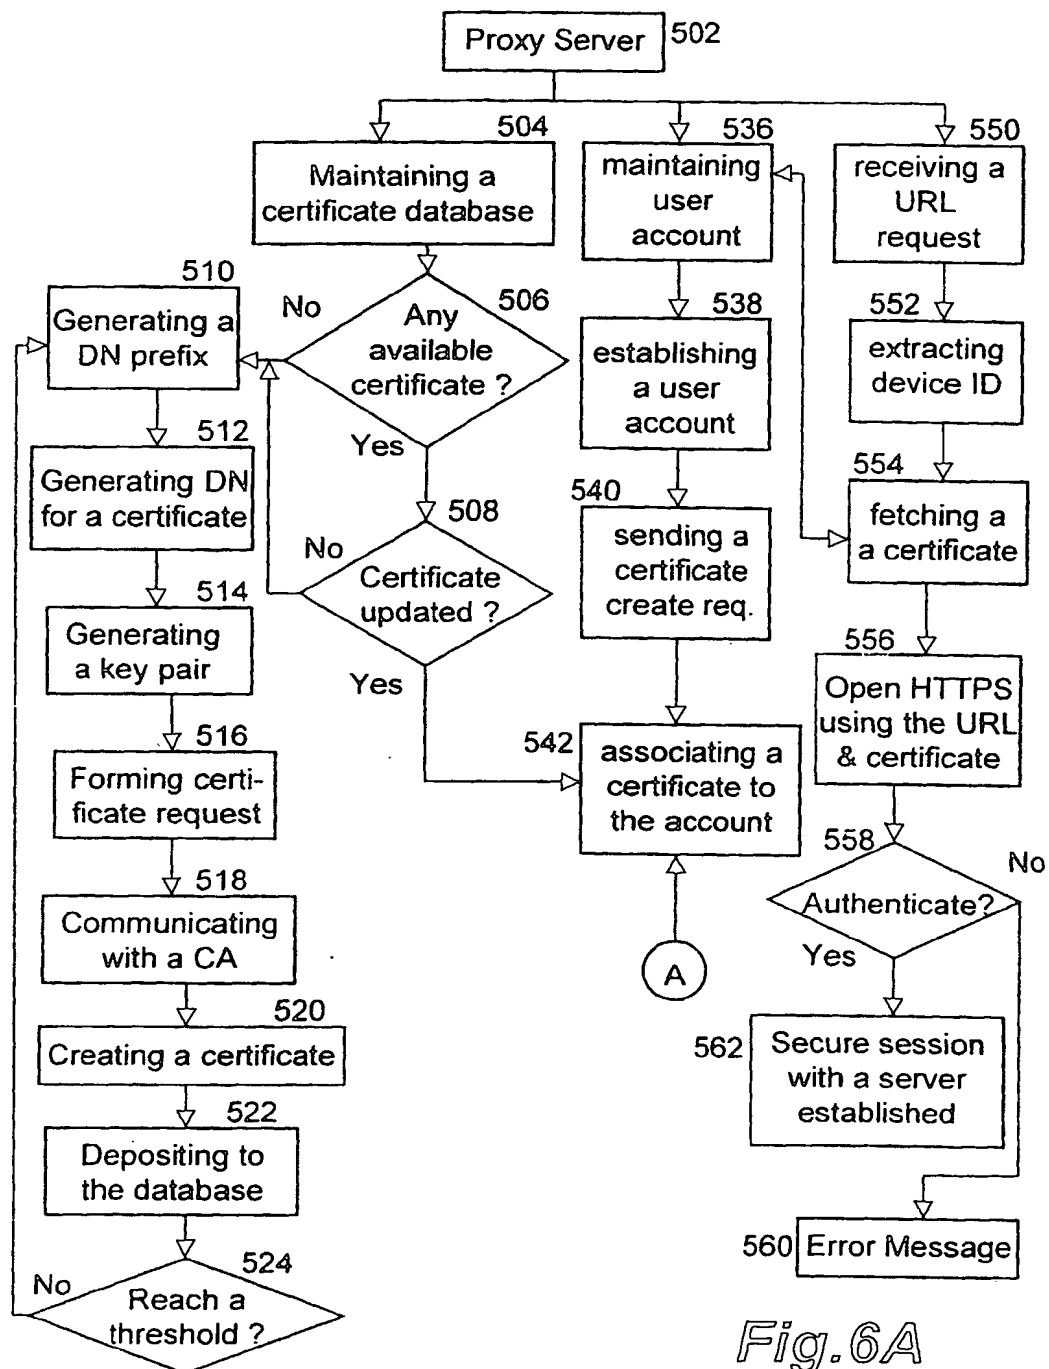 Proxy Server
502
504
Maintaining a
certificate database
506
Any
available
certificate ?
No
Yes
508
Certificate
updated ?
No
Yes
510
Generating a
DN prefix
512
Generating DN
for a certificate
514
Generating
a key pair
516
Forming certi-
ficate request
518
Communicating
with a CA
520
Creating a certificate
522
Depositing to
the database
524
Reach a
threshold ?
No
536
maintaining
user
account
538
establishing
a user
account
540
sending a
certificate
create req.
542
associating a
certificate to
the account
A
550
receiving a
URL
request
552
extracting
device ID
554
fetching a
a certificate
556
Open HTTPS
using the URL
& certificate
558
Authenticate?
No
Yes
562
Secure session
with a server
established
560
Error Message
Fig.6A